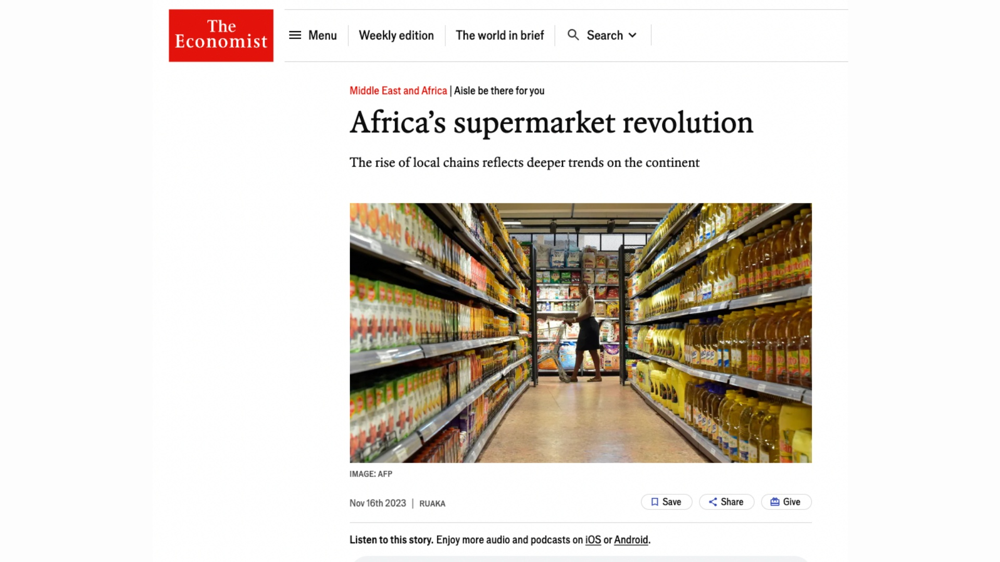 The
Economist
Menu
Weekly edition
The world in brief
Search
Middle East and Africa | Aisle be there for you
Africa’s supermarket revolution
The rise of local chains reflects deeper trends on the continent
IMAGE: AFP
Nov 16th 2023 | RUAKA
Save
Share
Give
Listen to this story. Enjoy more audio and podcasts on iOS or Android.